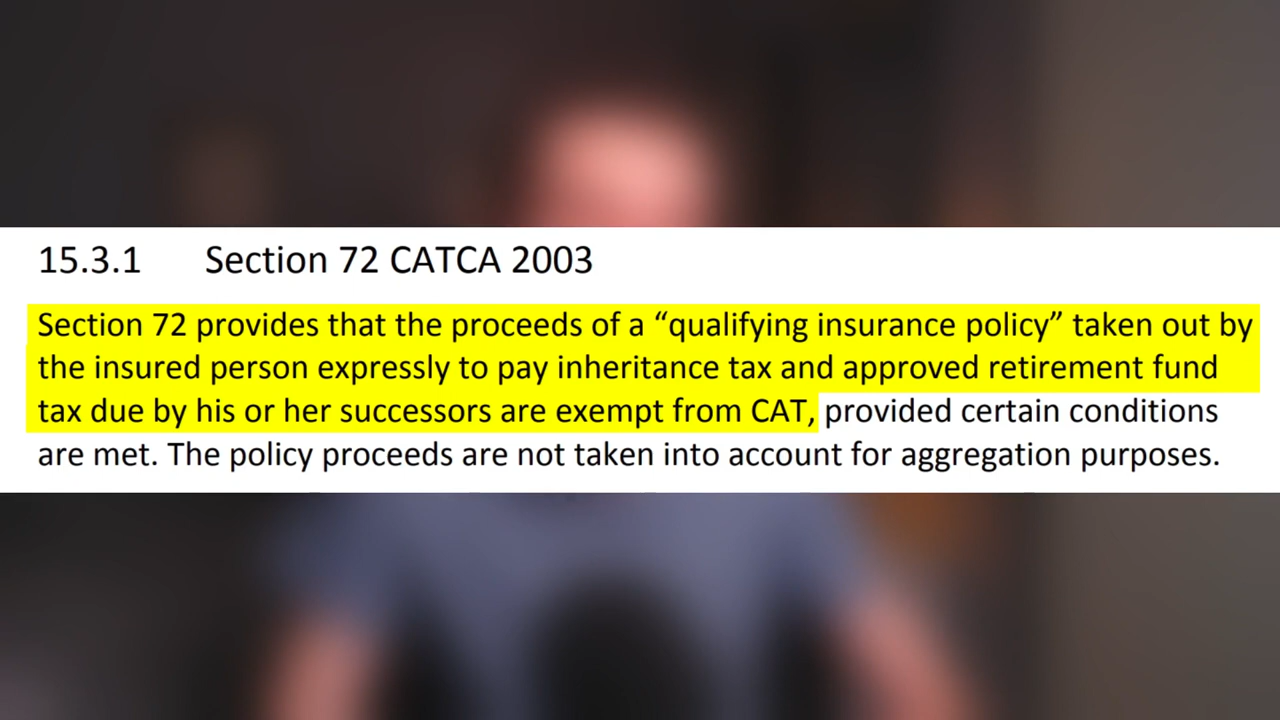 15.3.1 Section 72 CATCA 2003
Section 72 provides that the proceeds of a “qualifying insurance policy” taken out by
the insured person expressly to pay inheritance tax and approved retirement fund
tax due by his or her successors are exempt from CAT, provided certain conditions
are met. The policy proceeds are not taken into account for aggregation purposes.